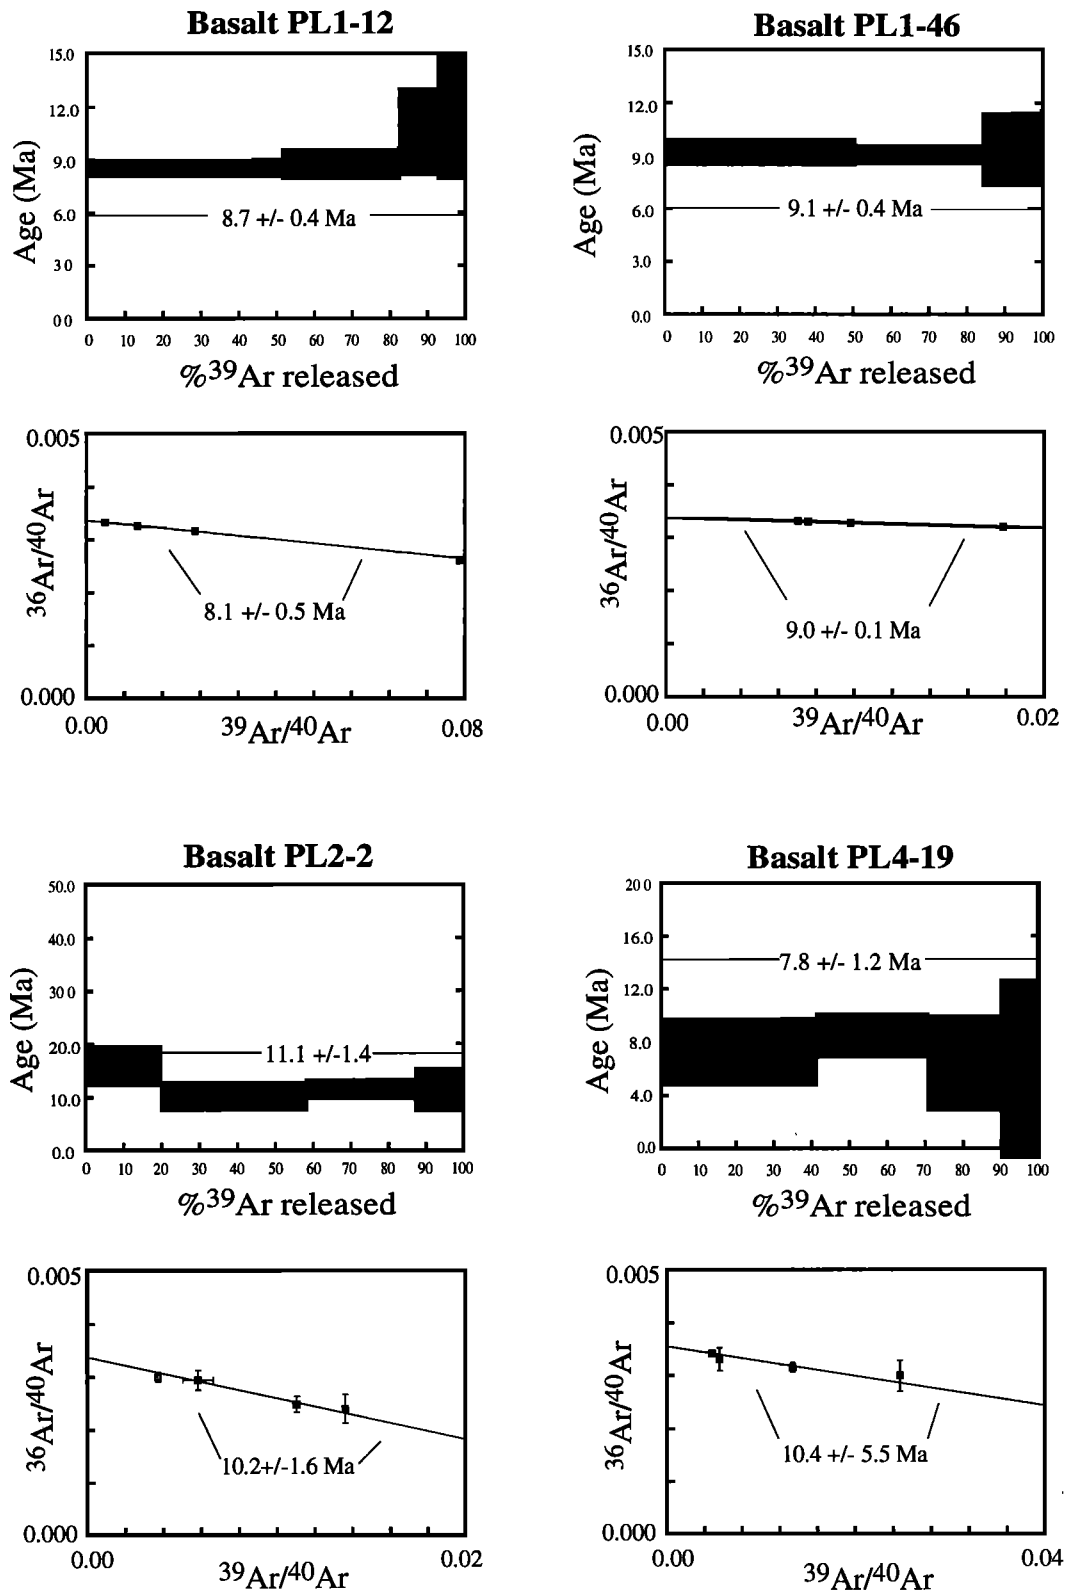 Basalt PL1-12
15.0
12.0
9.0
6.0
3 0
0 0
Age (Ma)
8.7 +/- 0.4 Ma
0 10 20 30 40 50 60 70 80 90 100
%39Ar released
0.005
0.000
36Ar/40Ar
8.1 +/- 0.5 Ma
0.00 39Ar/40Ar 0.08
Basalt PL1-46
15.0
12.0
9.0
6.0
3.0
0.0
Age (Ma)
9.1 +/- 0.4 Ma
0 10 20 30 40 50 60 70 80 90 100
%39Ar released
0.005
0.000
36Ar/40Ar
9.0 +/- 0.1 Ma
0.00 39Ar/40Ar 0.02
Basalt PL2-2
50.0
40.0
30 0
20.0
10.0
0.0
Age (Ma)
11.1 +/-1.4
0 10 20 30 40 50 60 70 80 90 100
%39Ar released
0.005
0.000
36Ar/40Ar
10.2+/-1.6 Ma
0.00 39Ar/40Ar 0.02
Basalt PL4-19
20 0
16.0
12.0
8.0
4.0
0.0
Age (Ma)
7.8 +/- 1.2 Ma
0 10 20 30 40 50 60 70 80 90 100
%39Ar released
0.005
0.000
36Ar/40Ar
10.4 +/- 5.5 Ma
0.00 39Ar/40Ar 0.04